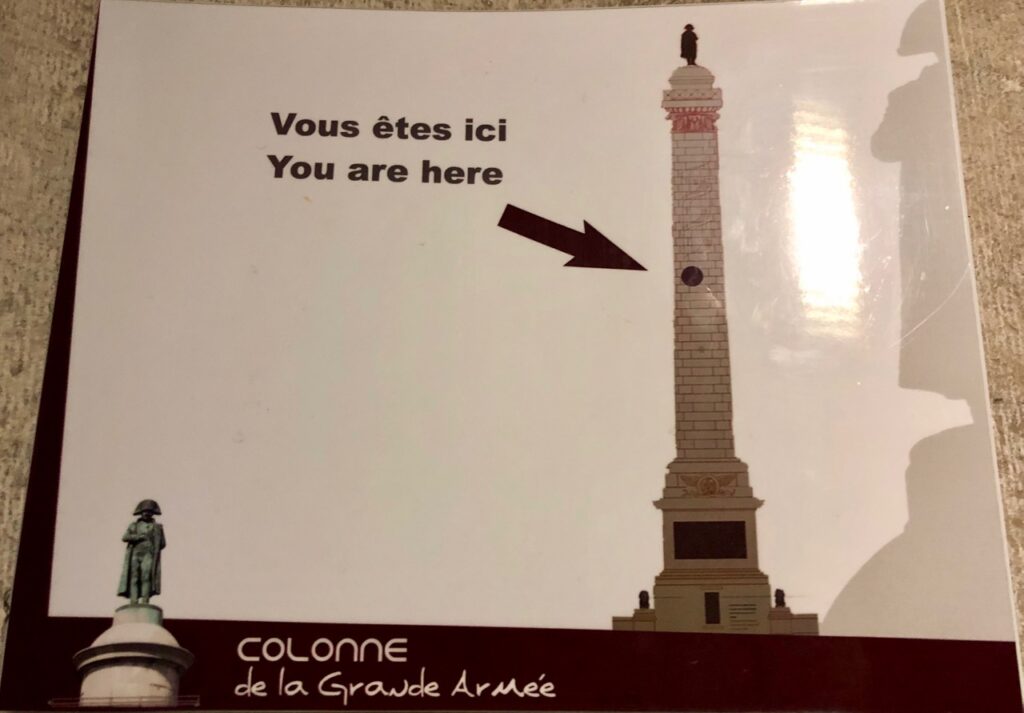 Vous êtes ici
You are here
COLONNE
de la Grande Armée